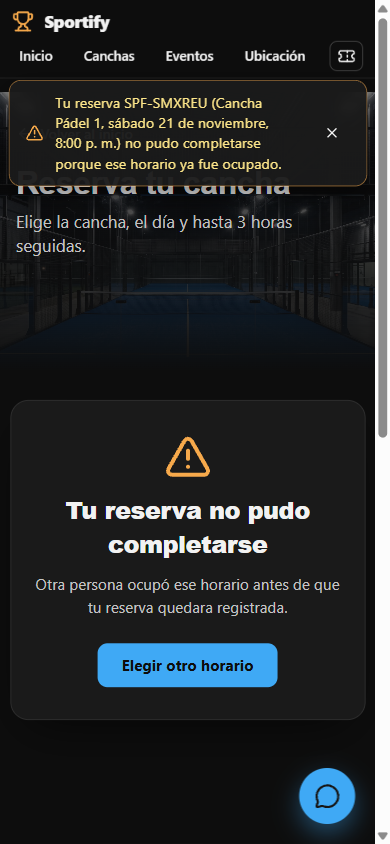 Sportify
Inicio Canchas Eventos Ubicación
Tu reserva SPF-SMXREU (Cancha
Pádel 1, sábado 21 de noviembre,
8:00 p. m.) no pudo completarse
porque ese horario ya fue ocupado.
Reserva tu cancha
Elige la cancha, el día y hasta 3 horas
seguidas.
Tu reserva no pudo
completarse
Otra persona ocupó ese horario antes de que
tu reserva quedara registrada.
Elegir otro horario